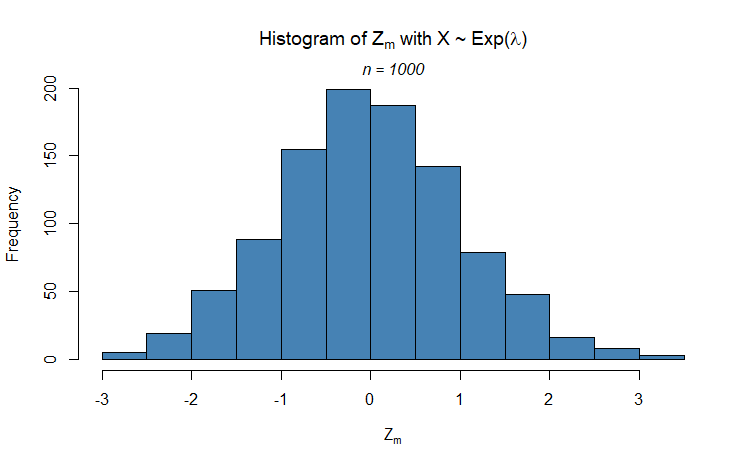 Histogram of Zₘ with X ~ Exp(λ)
n = 1000
Frequency
200
150
100
50
0
-3 -2 -1 0 1 2 3
Zₘ